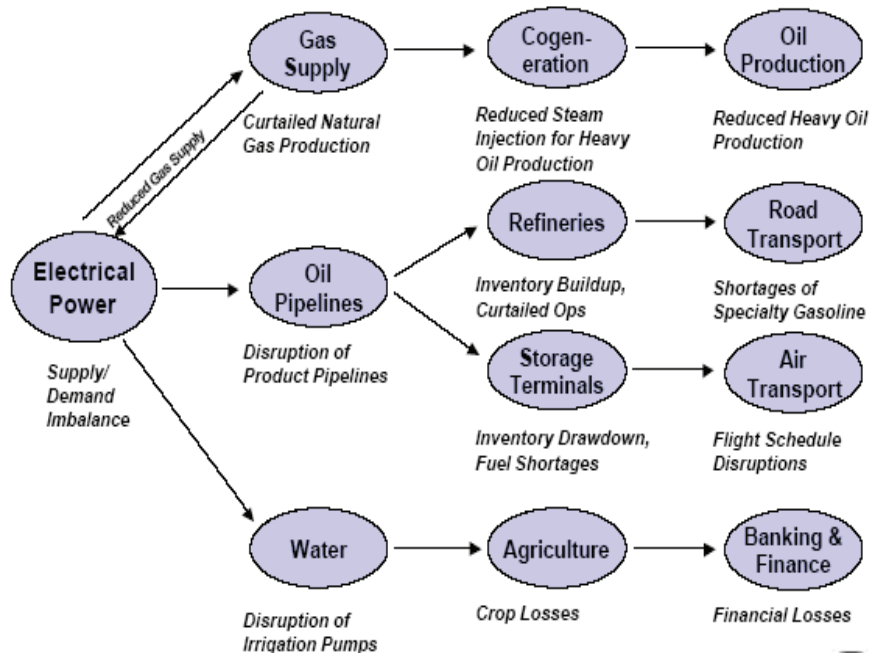 Gas
Supply
Cogen-
eration
Oil
Production
Curtailed Natural
Gas Production
Reduced Steam
Injection for Heavy
Oil Production
Reduced Heavy Oil
Production
Reduced Gas Supply
Electrical
Power
Supply/
Demand
Imbalance
Oil
Pipelines
Disruption of
Product Pipelines
Refineries
Inventory Buildup,
Curtailed Ops
Road
Transport
Shortages of
Specialty Gasoline
Storage
Terminals
Inventory Drawdown,
Fuel Shortages
Air
Transport
Flight Schedule
Disruptions
Water
Disruption of
Irrigation Pumps
Agriculture
Crop Losses
Banking &
Finance
Financial Losses